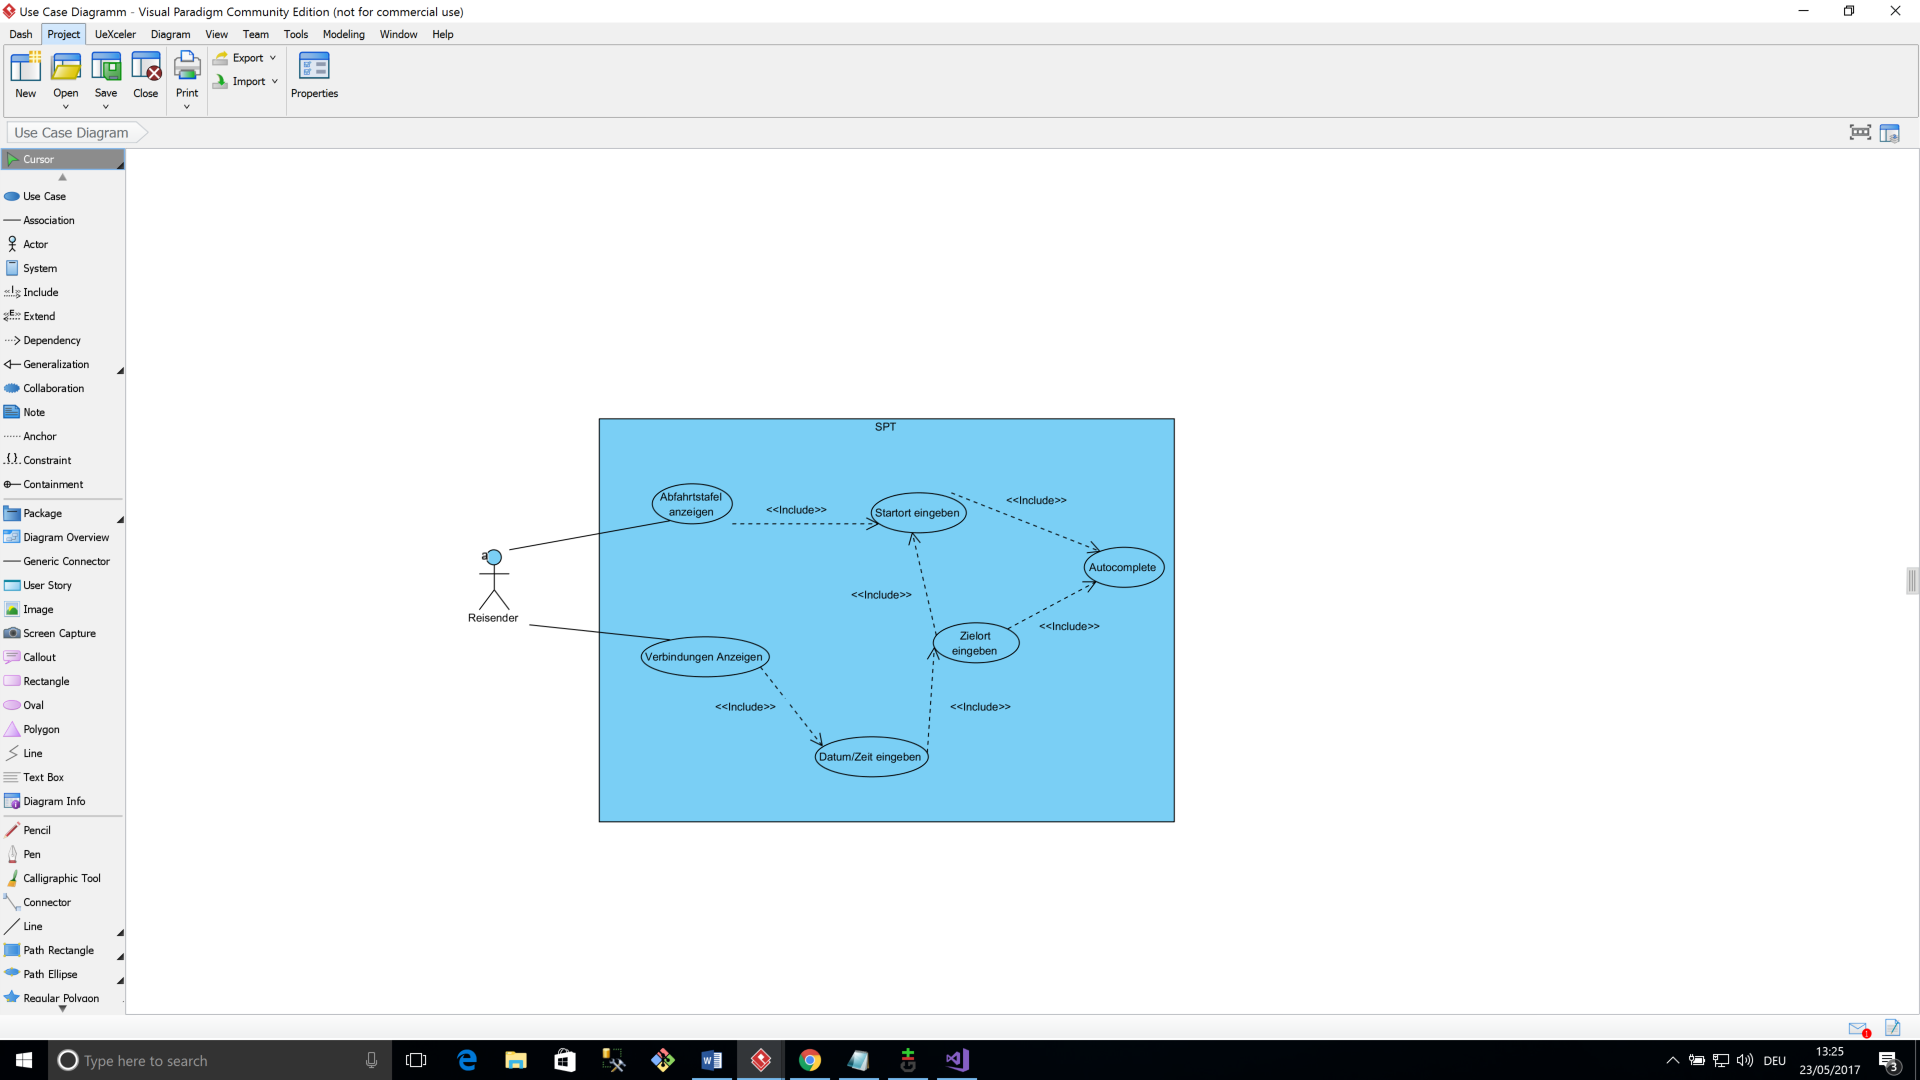 Use Case Diagramm - Visual Paradigm Community Edition (not for commercial use)
Dash Project UeXceler Diagram View Team Tools Modeling Window Help
New Open Save Close Print Export Import Properties
Use Case Diagram
Cursor
Use Case
Association
Actor
System
Include
Extend
Dependency
Generalization
Collaboration
Note
Anchor
Constraint
Containment
Package
Diagram Overview
Generic Connector
User Story
Image
Screen Capture
Callout
Rectangle
Oval
Polygon
Line
Text Box
Diagram Info
Pencil
Pen
Calligraphic Tool
Connector
Line
Path Rectangle
Path Ellipse
Regular Polygon
SPT
Abfahrtstafel
anzeigen
<<Include>>
Startort eingeben
<<Include>>
a
Reisender
Autocomplete
<<Include>>
Zielort
eingeben
<<Include>>
Verbindungen Anzeigen
<<Include>>
<<Include>>
Datum/Zeit eingeben
Type here to search
DEU
13:25
23/05/2017
3